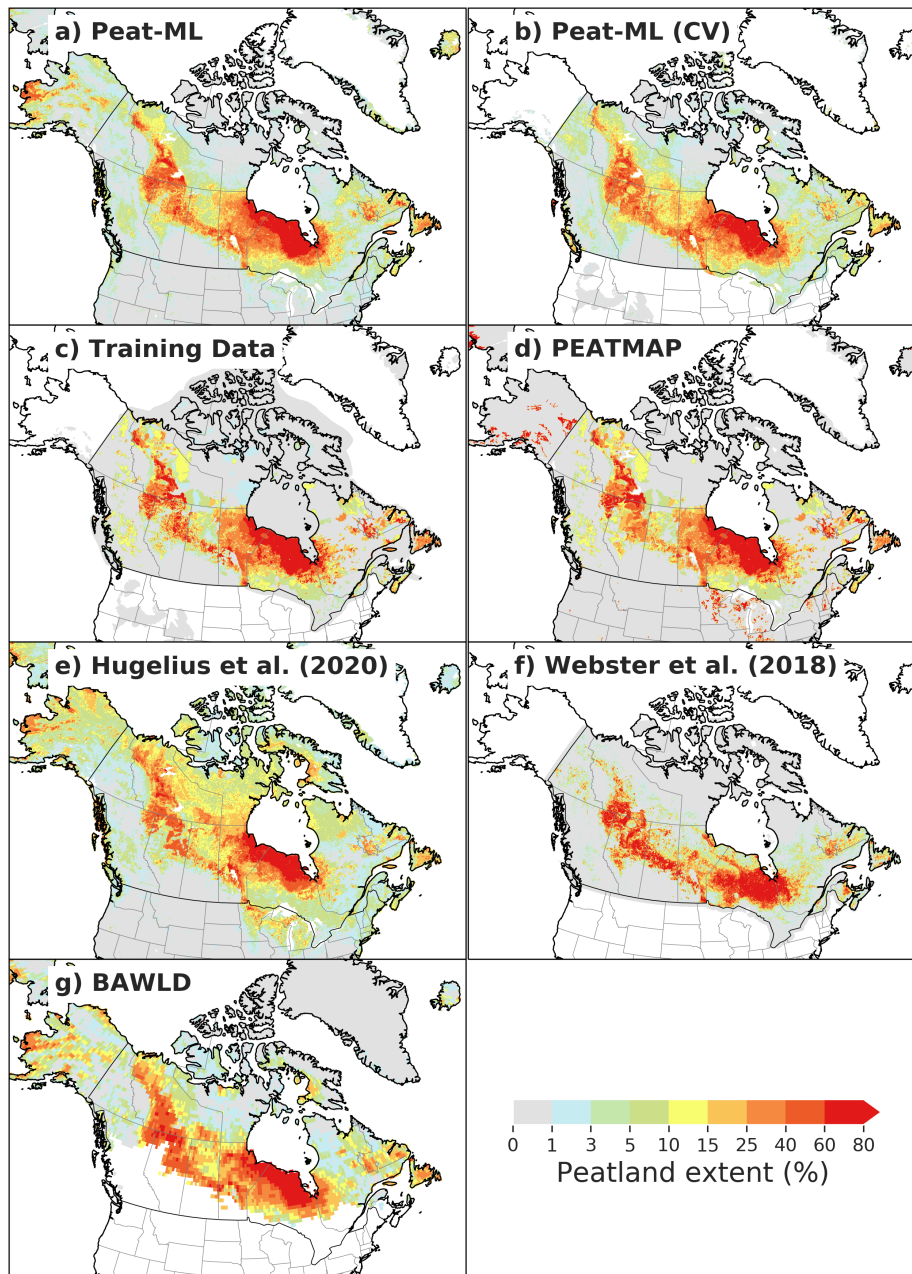 a) Peat-ML
b) Peat-ML (CV)
c) Training Data
d) PEATMAP
e) Hugelius et al. (2020)
f) Webster et al. (2018)
g) BAWLD
0 1 3 5 10 15 25 40 60 80
Peatland extent (%)